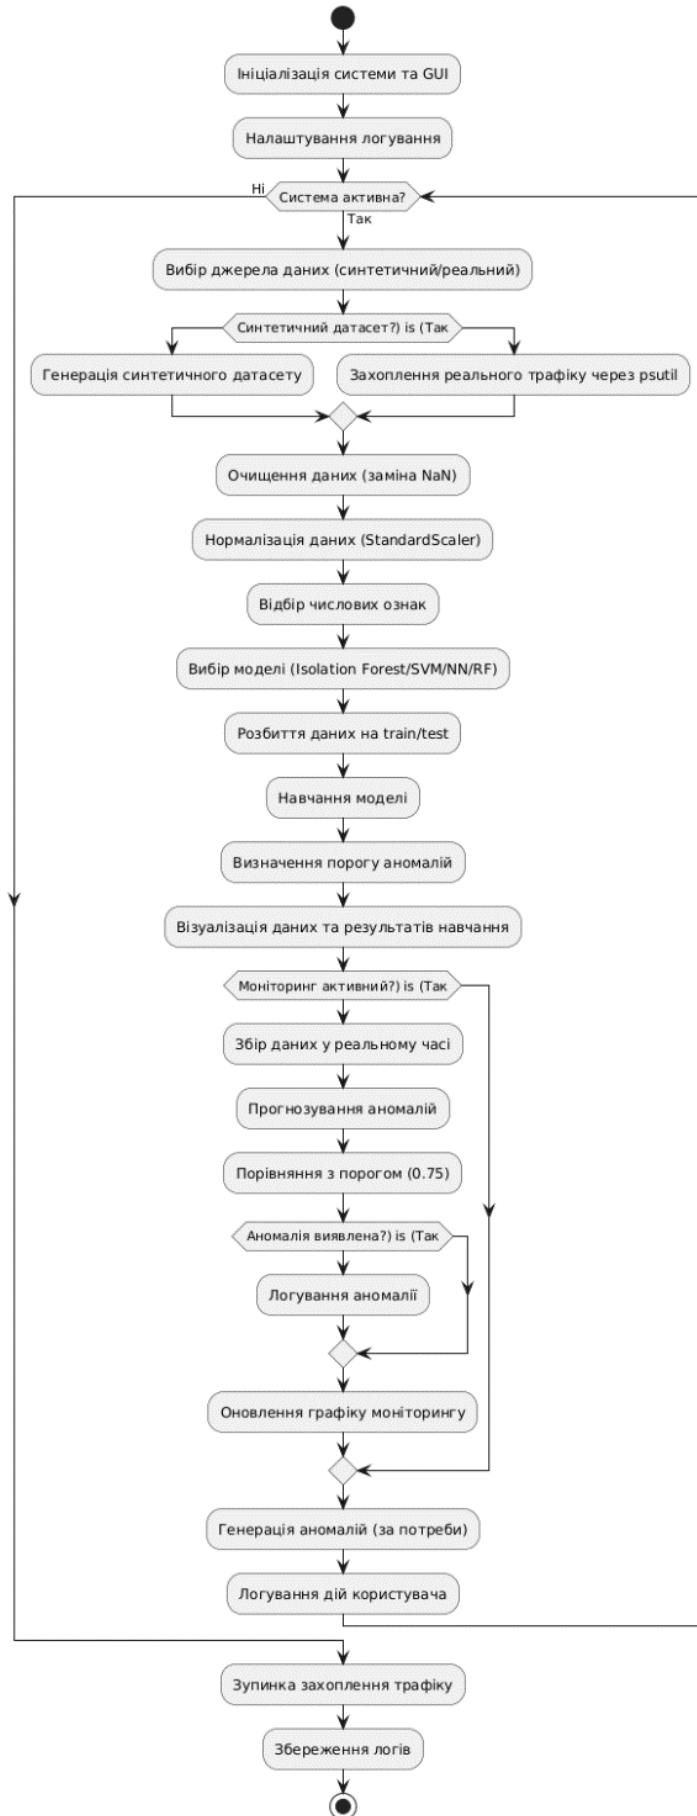 Ініціалізація системи та GUI
Налаштування логування
Ні
Система активна?
Так
Вибір джерела даних (синтетичний/реальний)
Синтетичний датасет?) is (Так
Генерація синтетичного датасету
Захоплення реального трафіку через psutil
Очищення даних (заміна NaN)
Нормалізація даних (StandardScaler)
Відбір числових ознак
Вибір моделі (Isolation Forest/SVM/NN/RF)
Розбиття даних на train/test
Навчання моделі
Визначення порогу аномалій
Візуалізація даних та результатів навчання
Моніторинг активний?) is (Так
Збір даних у реальному часі
Прогнозування аномалій
Порівняння з порогом (0.75)
Аномалія виявлена?) is (Так
Логування аномалії
Оновлення графіку моніторингу
Генерація аномалій (за потреби)
Логування дій користувача
Зупинка захоплення трафіку
Збереження логів